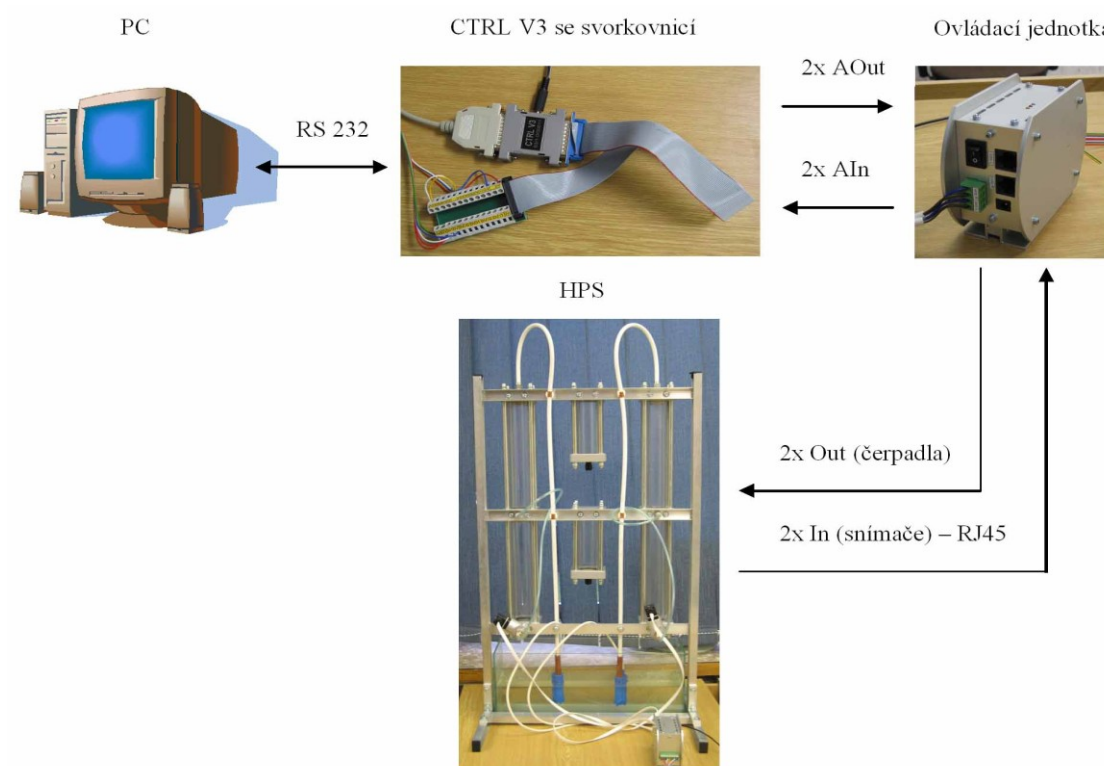 PC
CTRL V3 se svorkovnicí
Ovládací jednotka
RS 232
2x AOut
2x AIn
CTRL V3
HPS
2x Out (čerpadla)
2x In (snímače) – RJ45